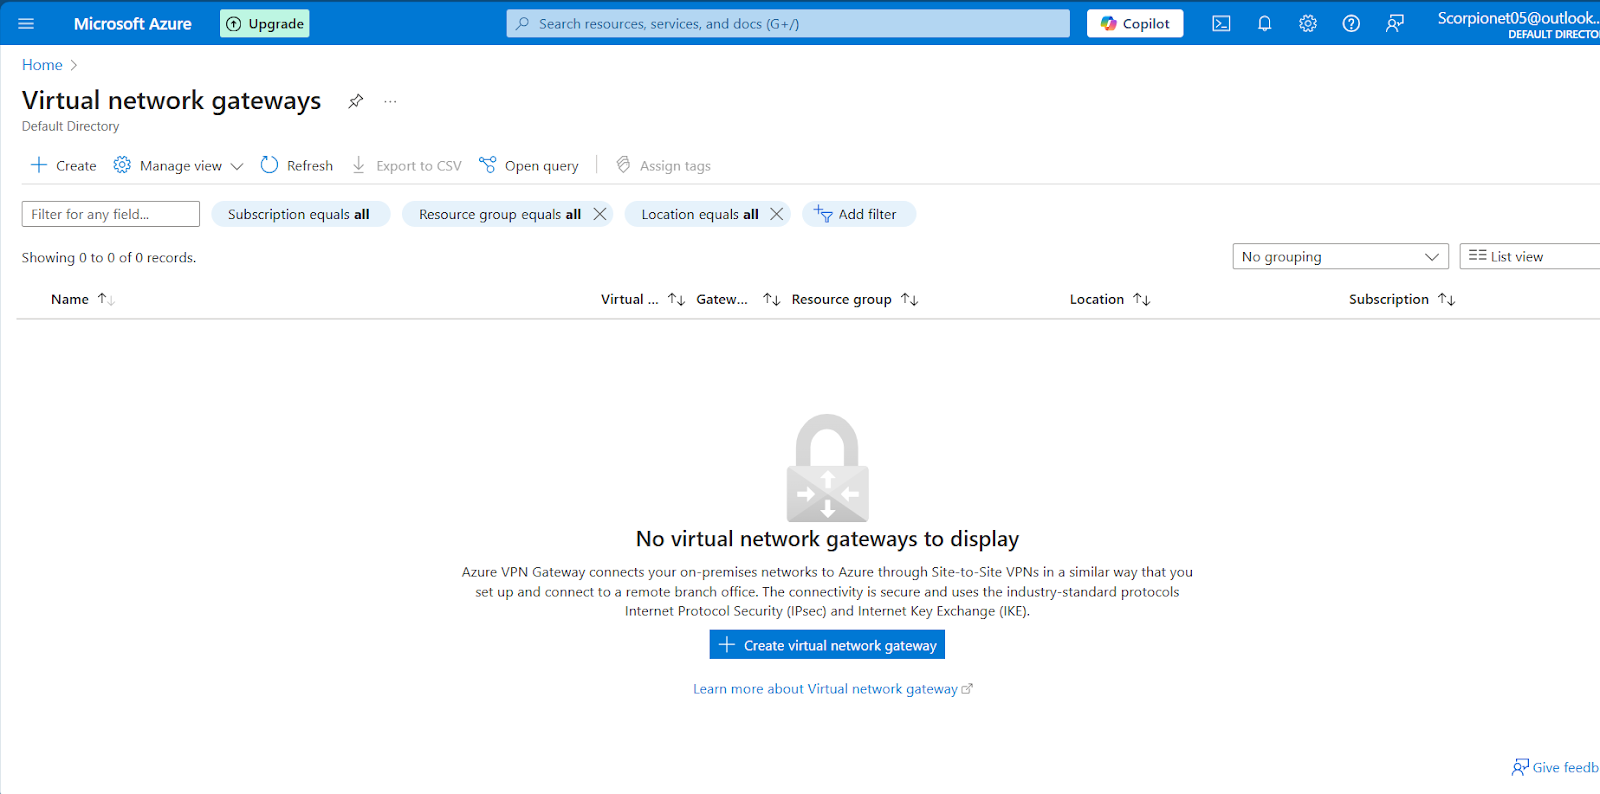 Microsoft Azure
Upgrade
Search resources, services, and docs (G+/)
Copilot
Scorpionet05@outlook...
DEFAULT DIRECTO
Home
Virtual network gateways
...
Default Directory
Create
Manage view
Refresh
Export to CSV
Open query
Assign tags
Filter for any field...
Subscription equals all
Resource group equals all
Location equals all
Add filter
Showing 0 to 0 of 0 records.
No grouping
List view
Name
Virtual ...
Gatew...
Resource group
Location
Subscription
No virtual network gateways to display
Azure VPN Gateway connects your on-premises networks to Azure through Site-to-Site VPNs in a similar way that you
set up and connect to a remote branch office. The connectivity is secure and uses the industry-standard protocols
Internet Protocol Security (IPsec) and Internet Key Exchange (IKE).
Create virtual network gateway
Learn more about Virtual network gateway
Give feedb